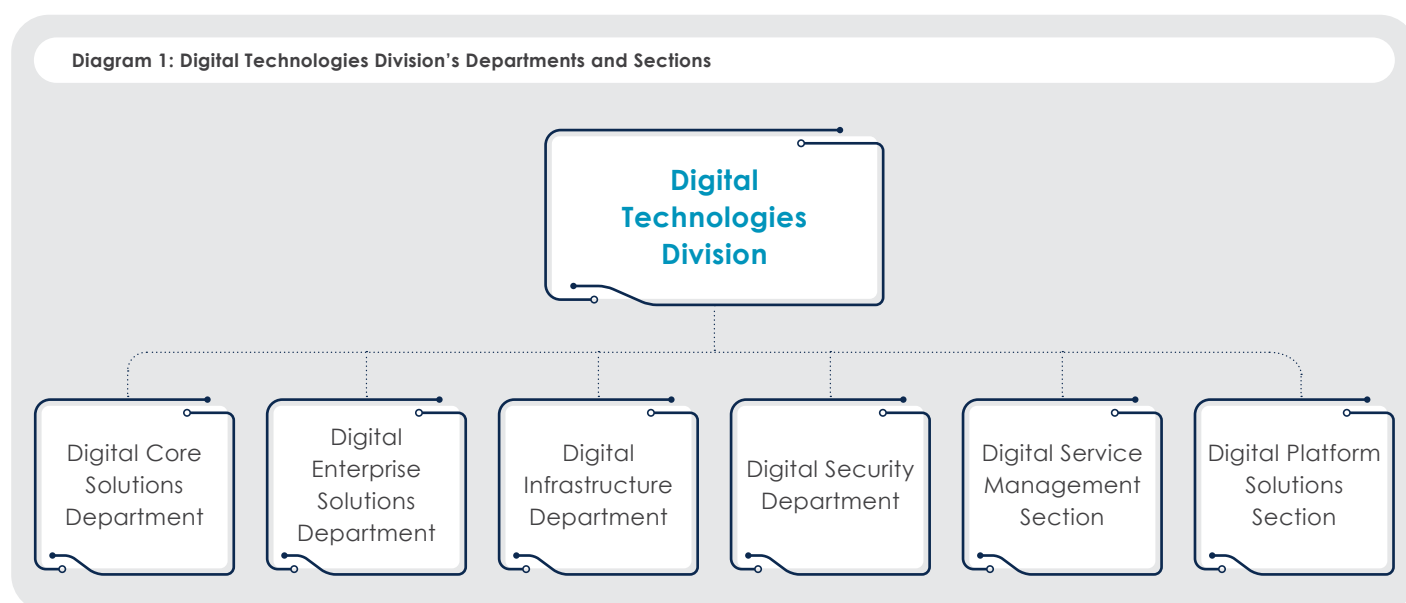 Diagram 1: Digital Technologies Division’s Departments and Sections
Digital
Technologies
Division
Digital Core
Solutions
Department
Digital
Enterprise
Solutions
Department
Digital
Infrastructure
Department
Digital Security
Department
Digital Service
Management
Section
Digital Platform
Solutions
Section